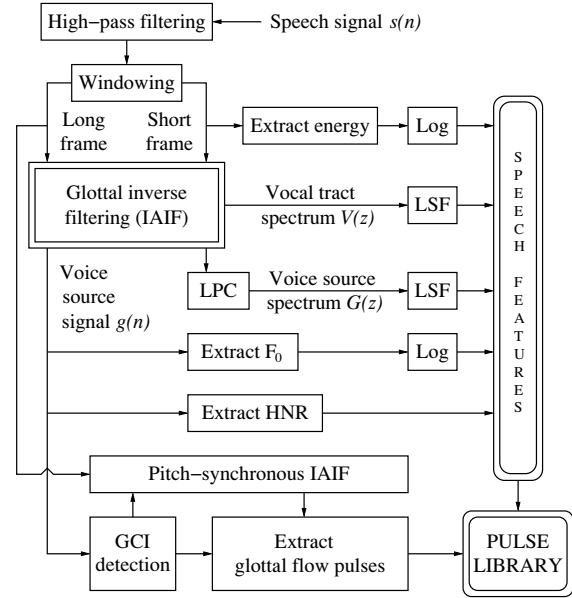 High−pass filtering
Speech signal s(n)
Windowing
Long
frame
Short
frame
Extract energy
Log
Glottal inverse
filtering (IAIF)
Vocal tract
spectrum V(z)
LSF
Voice
source
signal g(n)
LPC
Voice source
spectrum G(z)
LSF
Extract F₀
Log
Extract HNR
SPEECH FEATURES
Pitch−synchronous IAIF
GCI
detection
Extract
glottal flow pulses
PULSE
LIBRARY